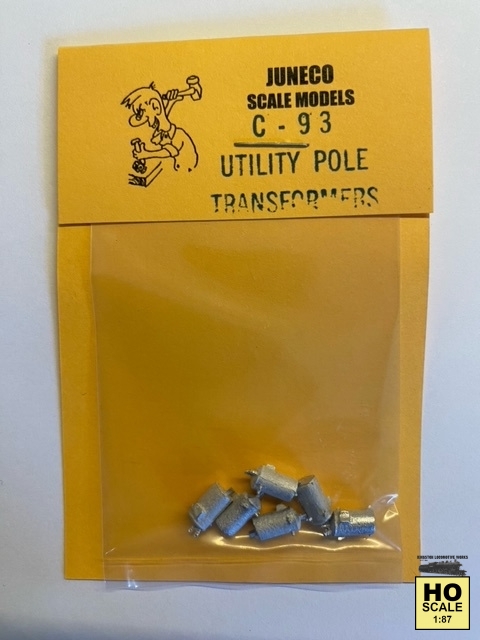 JUNECO
SCALE MODELS
C - 93
UTILITY POLE
TRANSFORMERS
HO
SCALE
1:87